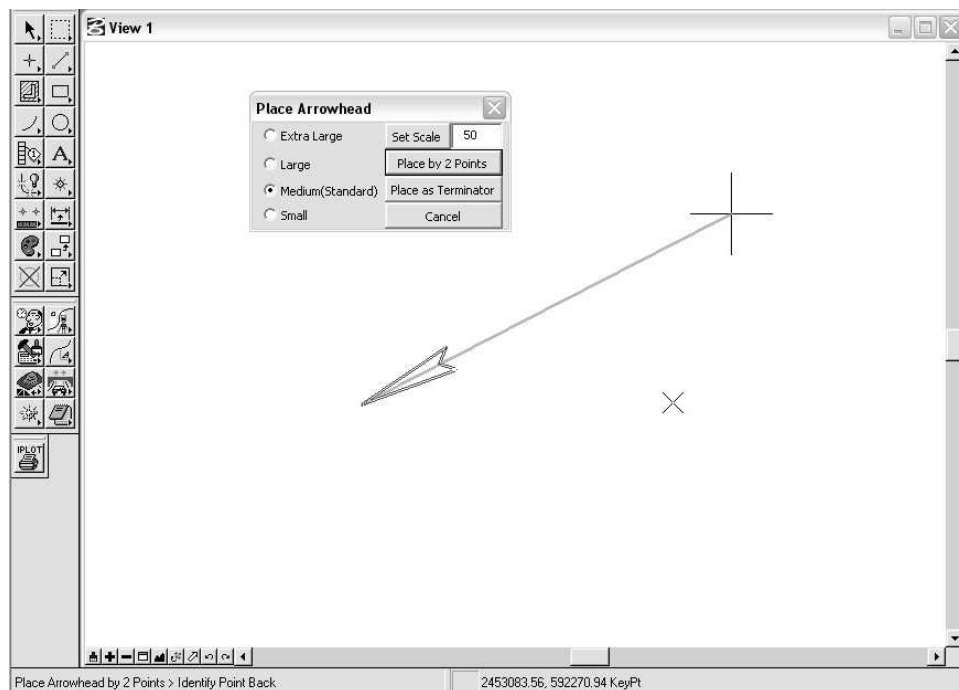 View 1
Place Arrowhead
Extra Large
Set Scale
50
Large
Place by 2 Points
Medium(Standard)
Place as Terminator
Small
Cancel
A
IPLOT
Place Arrowhead by 2 Points > Identify Point Back
2453083.56, 592270.94 KeyPt